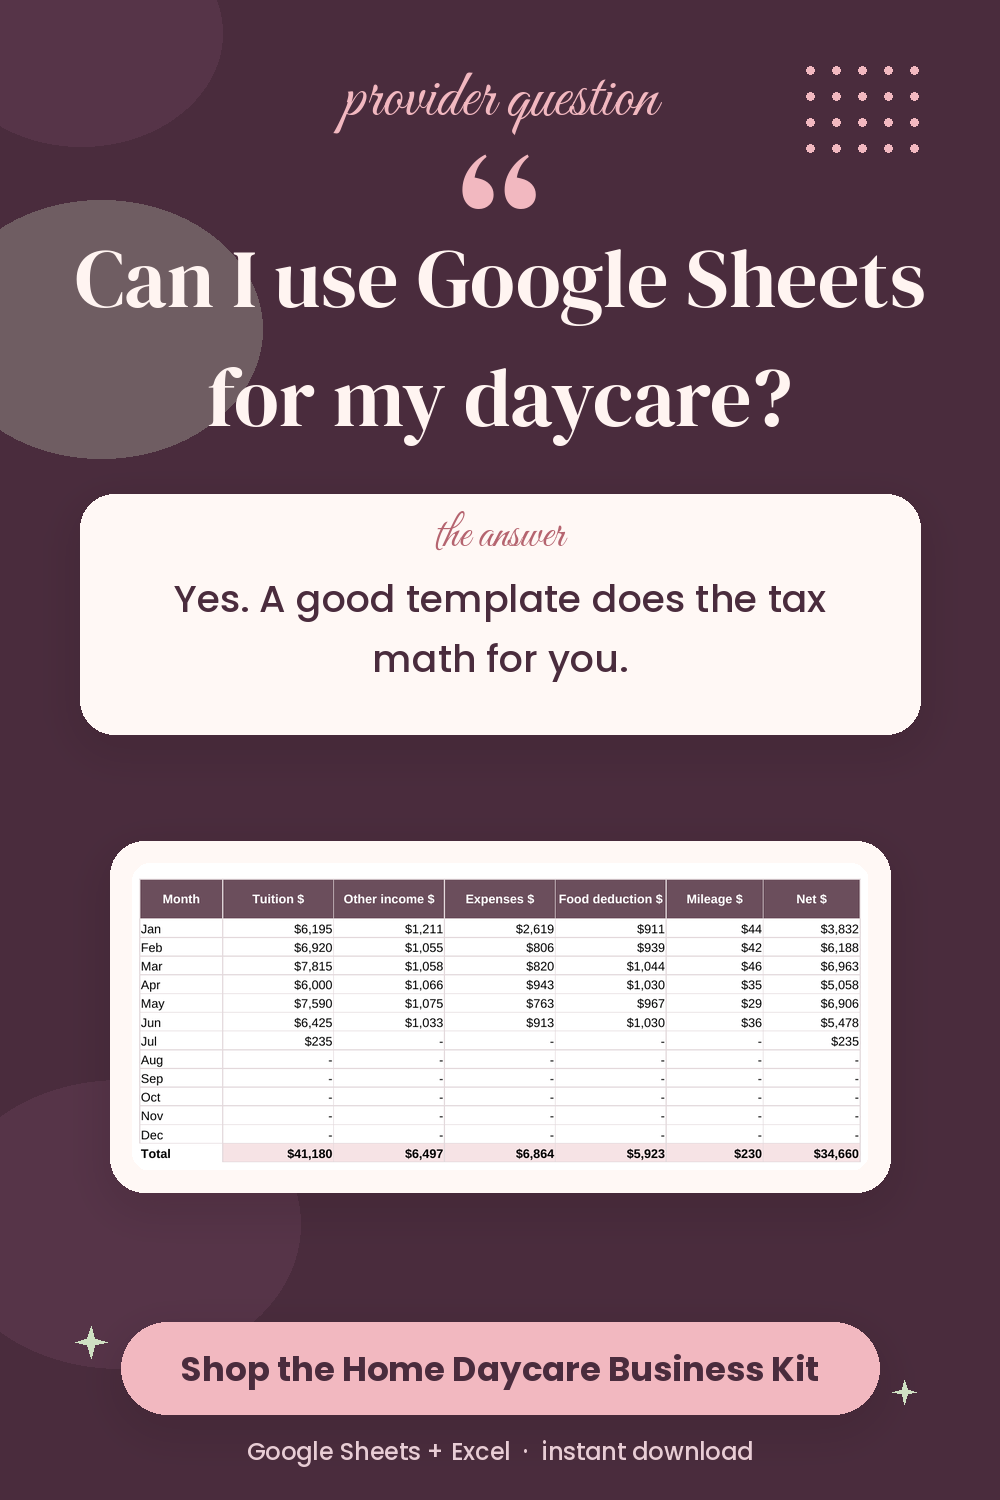 provider question
“
Can I use Google Sheets
for my daycare?
the answer
Yes. A good template does the tax
math for you.
Month Tuition $ Other income $ Expenses $ Food deduction $ Mileage $ Net $
Jan $6,195 $1,211 $2,619 $911 $44 $3,832
Feb $6,920 $1,055 $806 $939 $42 $6,188
Mar $7,815 $1,058 $820 $1,044 $46 $6,963
Apr $6,000 $1,066 $943 $1,030 $35 $5,058
May $7,590 $1,075 $763 $967 $29 $6,906
Jun $6,425 $1,033 $913 $1,030 $36 $5,478
Jul $235 - - - - $235
Aug - - - - - -
Sep - - - - - -
Oct - - - - - -
Nov - - - - - -
Dec - - - - - -
Total $41,180 $6,497 $6,864 $5,923 $230 $34,660
Shop the Home Daycare Business Kit
Google Sheets + Excel · instant download